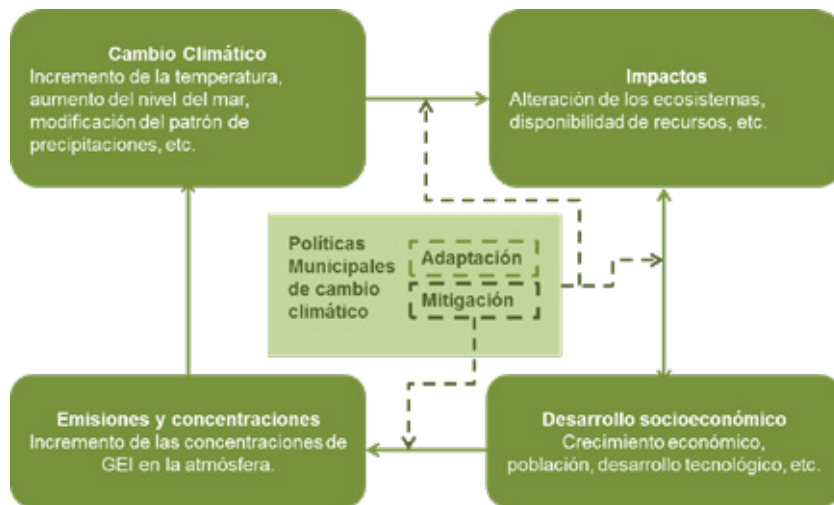 Cambio Climático
Incremento de la temperatura,
aumento del nivel del mar,
modificación del patrón de
precipitaciones, etc.
Impactos
Alteración de los ecosistemas,
disponibilidad de recursos, etc.
Políticas
Municipales
de cambio
climático
Adaptación
Mitigación
Emisiones y concentraciones
Incremento de las concentraciones de
GEI en la atmósfera.
Desarrollo socioeconómico
Crecimiento económico,
población, desarrollo tecnológico, etc.